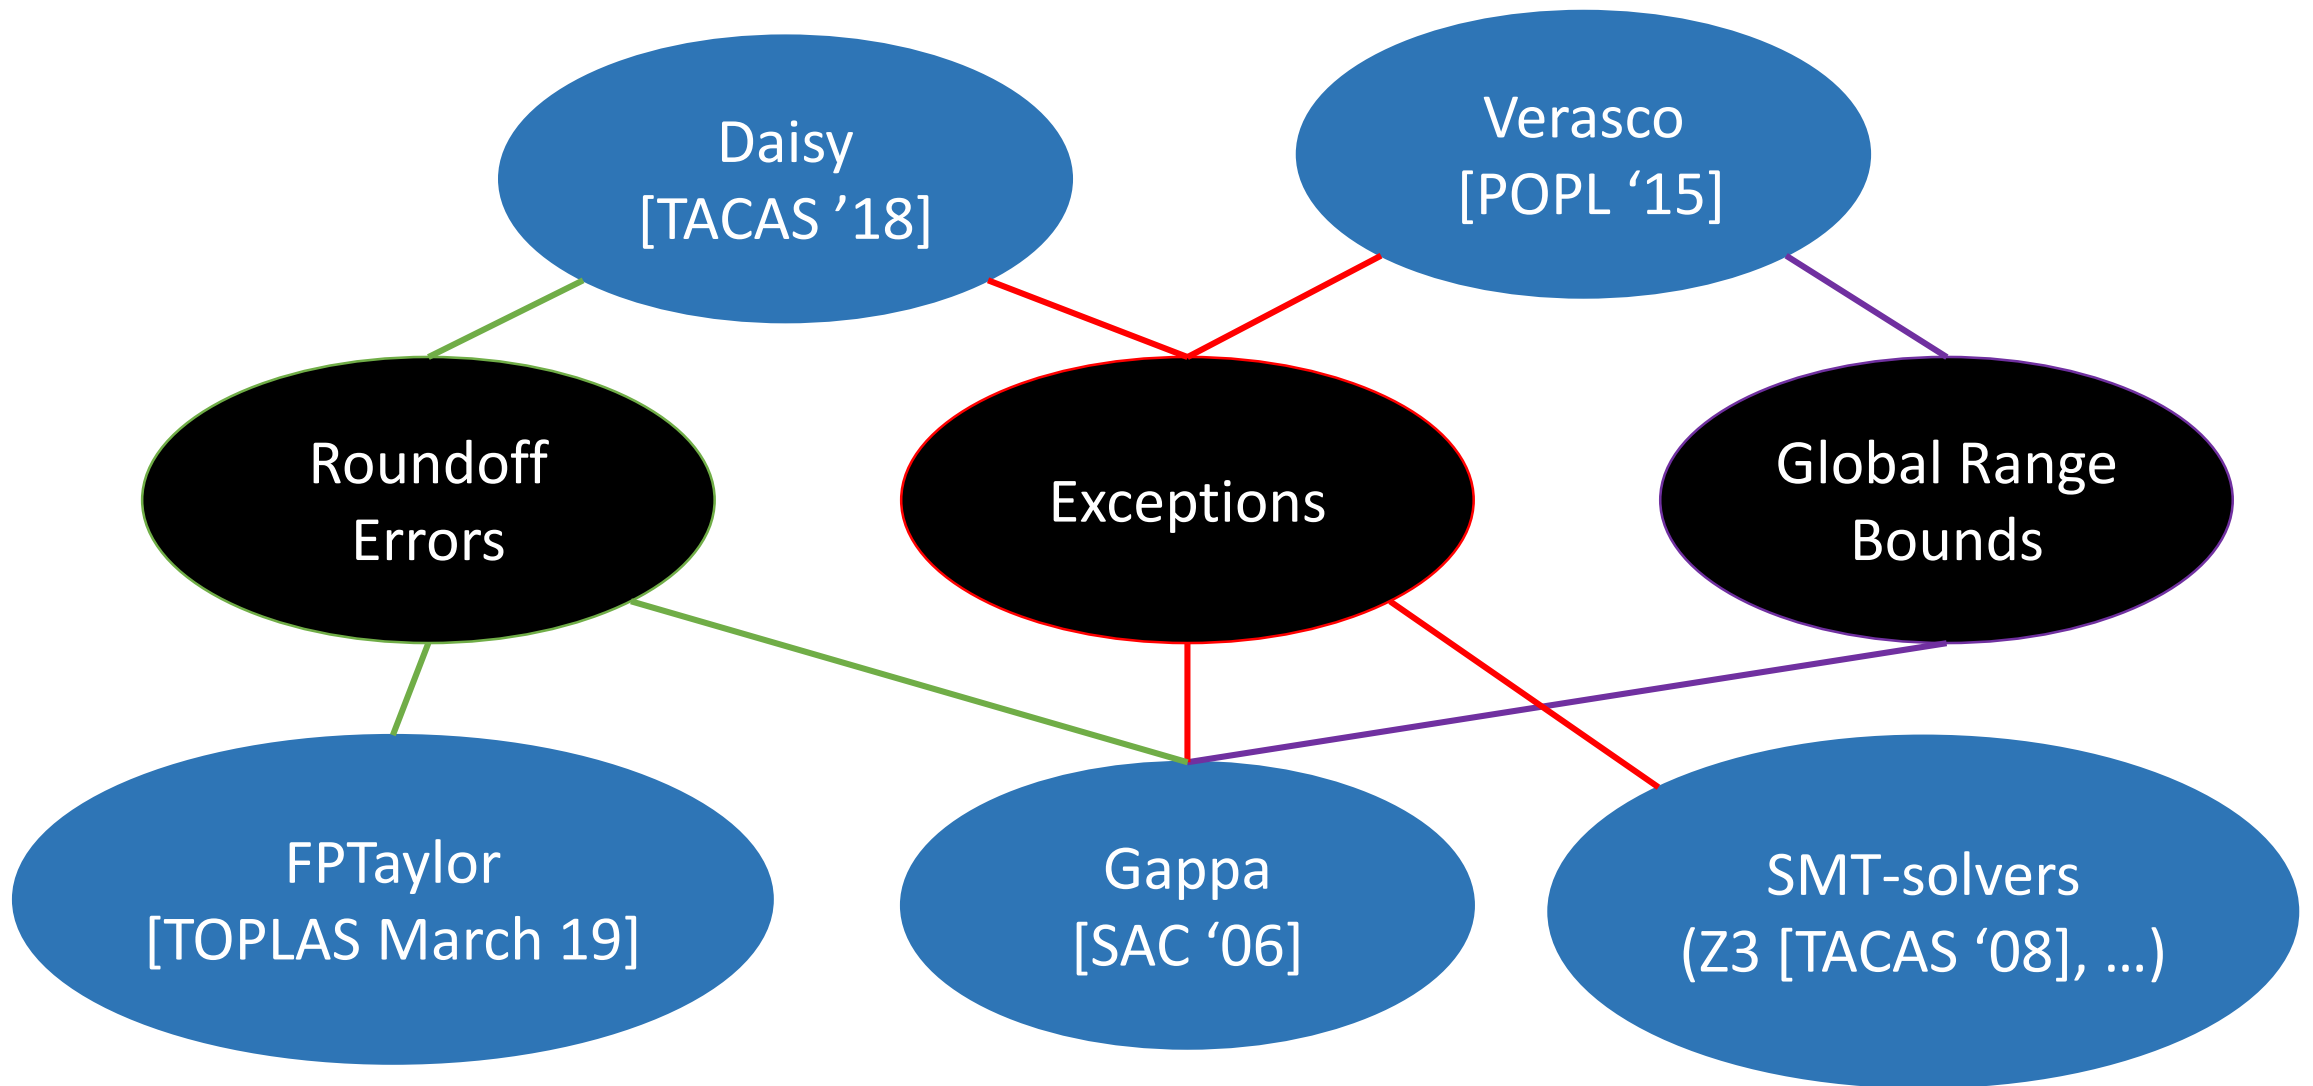 Daisy
[TACAS ’18]
Verasco
[POPL ‘15]
Roundoff
Errors
Exceptions
Global Range
Bounds
FPTaylor
[TOPLAS March 19]
Gappa
[SAC ‘06]
SMT-solvers
(Z3 [TACAS ‘08], …)